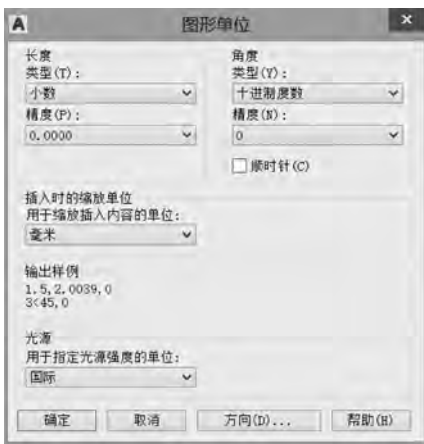 A 图形单位 ×
长度
类型(T):
小数
精度(P):
0.0000
角度
类型(Y):
十进制度数
精度(N):
0
顺时针(C)
插入时的缩放单位
用于缩放插入内容的单位:
毫米
输出样例
1.5,2.0039,0
3<45,0
光源
用于指定光源强度的单位:
国际
确定 取消 方向(D)... 帮助(H)